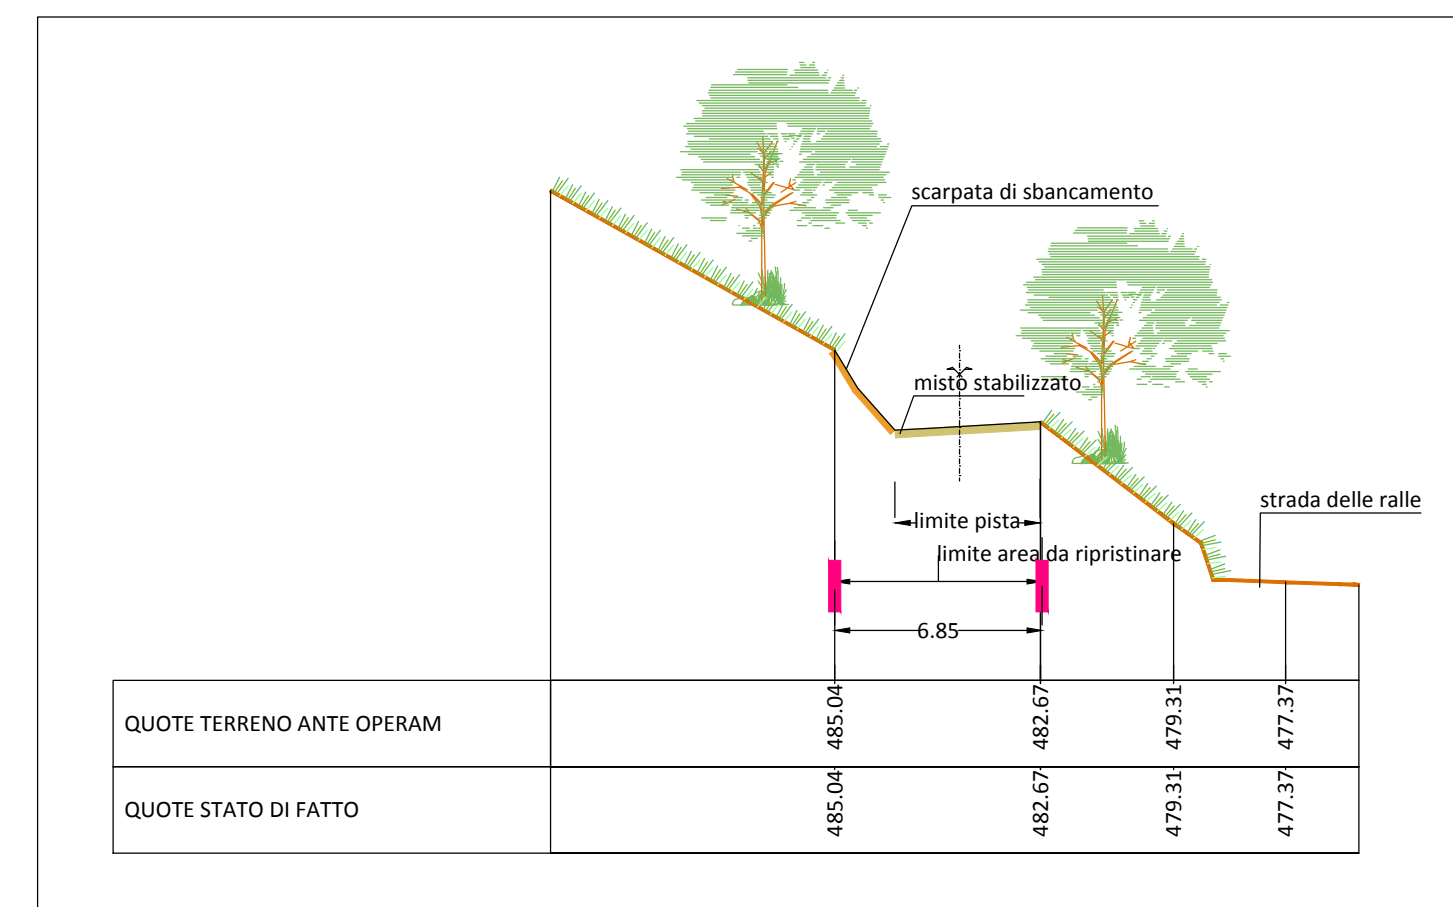 scarpata di sbancamento
misto stabilizzato
strada delle ralle
limite pista
limite area da ripristinare
6.85
QUOTE TERRENO ANTE OPERAM 485.04 482.67 479.31 477.37
QUOTE STATO DI FATTO 485.04 482.67 479.31 477.37